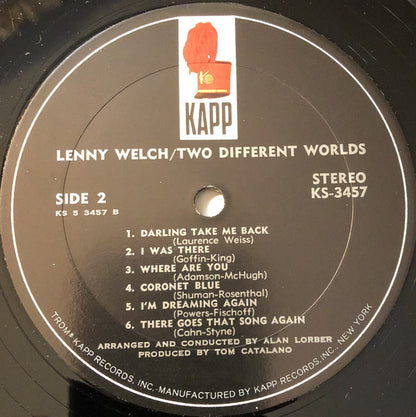 KAPP
LENNY WELCH/TWO DIFFERENT WORLDS
SIDE 2
KS 5 3457 B
STEREO
KS-3457
1. DARLING TAKE ME BACK
(Laurence Weiss)
2. I WAS THERE
(Goffin-King)
3. WHERE ARE YOU
(Adamson-McHugh)
4. CORONET BLUE
(Shuman-Rosenthal)
5. I'M DREAMING AGAIN
(Powers-Fischoff)
6. THERE GOES THAT SONG AGAIN
(Cahn-Styne)
ARRANGED AND CONDUCTED BY ALAN LORBER
PRODUCED BY TOM CATALANO
KAPP RECORDS, INC. MANUFACTURED BY KAPP RECORDS, INC., NEW YORK